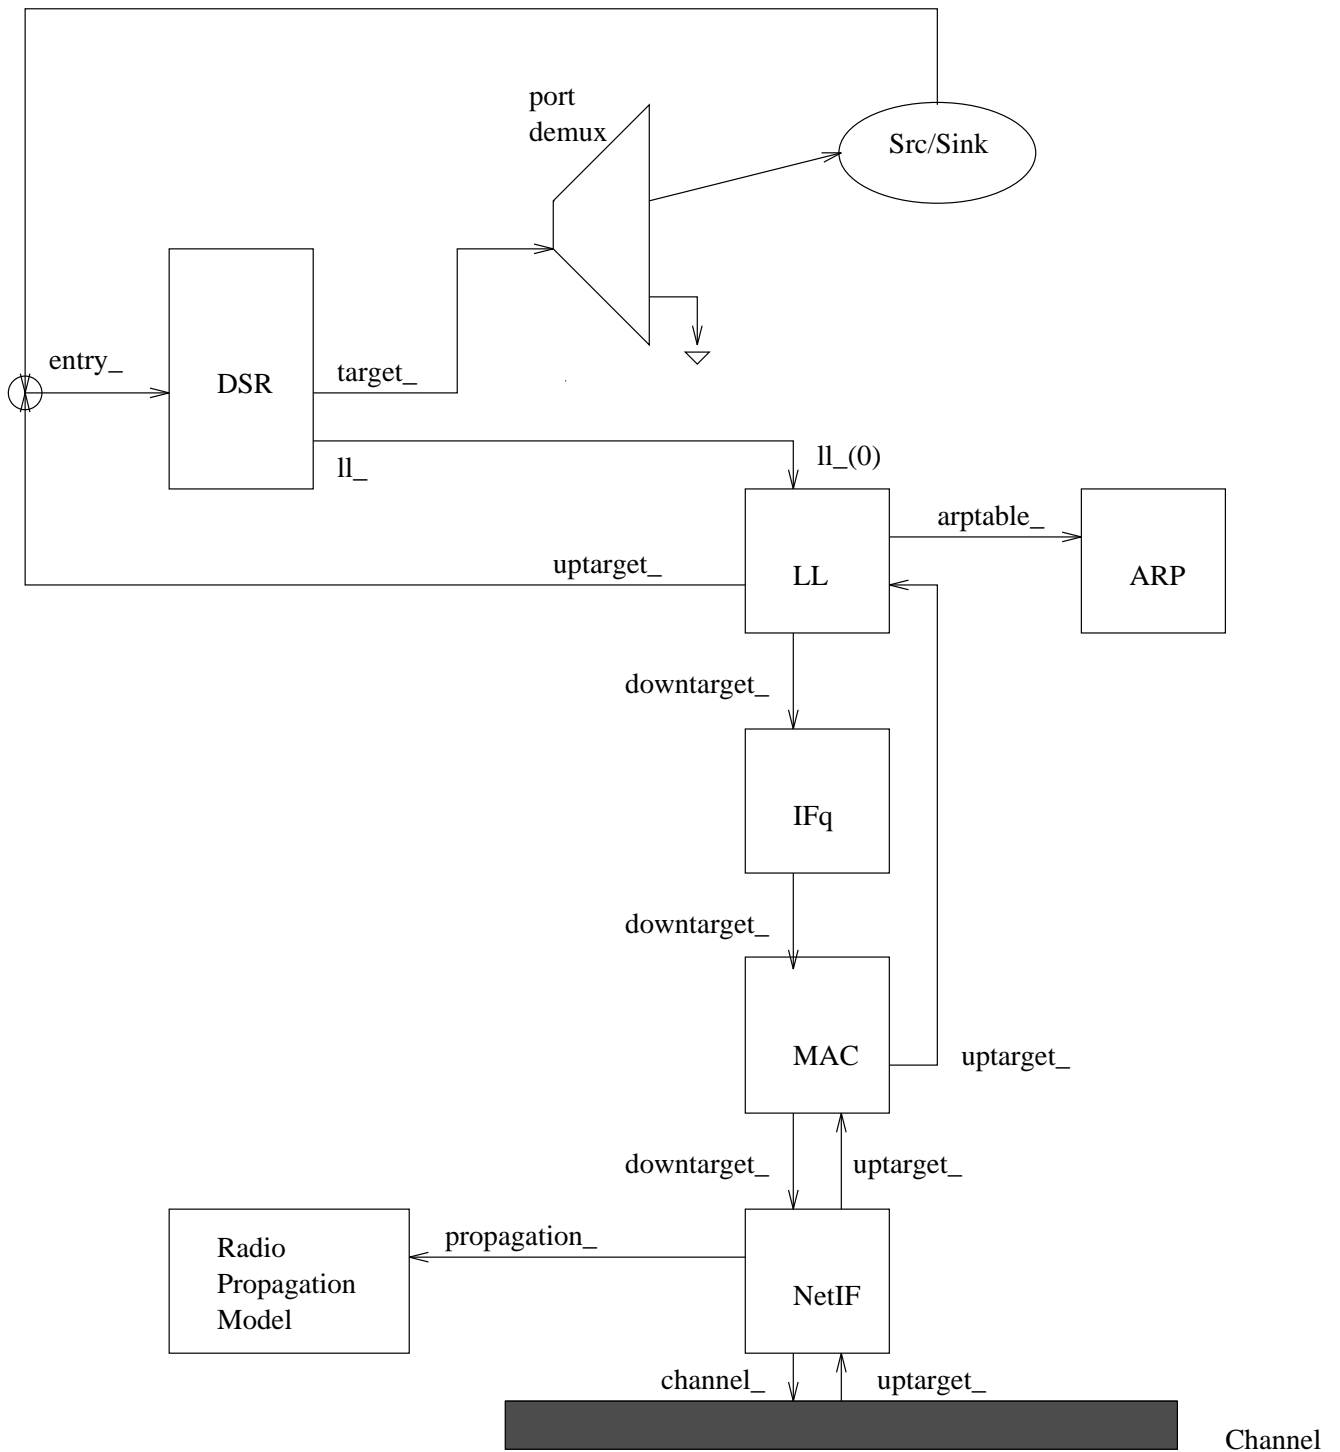 port
demux
Src/Sink
entry_
DSR
target_
ll_
ll_(0)
arptable_
uptarget_
LL
ARP
downtarget_
IFq
downtarget_
MAC
uptarget_
downtarget_
uptarget_
Radio
Propagation
Model
propagation_
NetIF
channel_
uptarget_
Channel